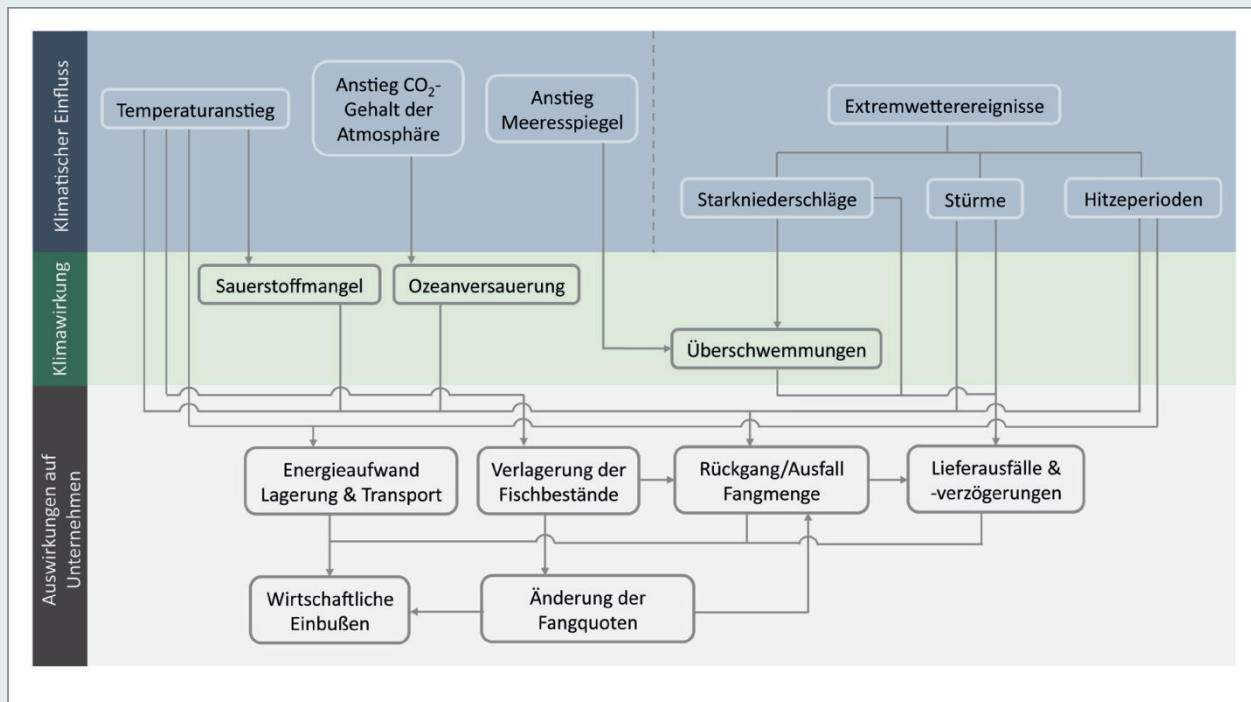 Klimatischer Einfluss
Temperaturanstieg
Anstieg CO₂-
Gehalt der
Atmosphäre
Anstieg
Meeresspiegel
Extremwetterereignisse
Starkniederschläge
Stürme
Hitzeperioden
Klimawirkung
Sauerstoffmangel
Ozeanversauerung
Überschwemmungen
Auswirkungen auf
Unternehmen
Energieaufwand
Lagerung & Transport
Verlagerung der
Fischbestände
Rückgang/Ausfall
Fangmenge
Lieferausfälle &
-verzögerungen
Wirtschaftliche
Einbußen
Änderung der
Fangquoten